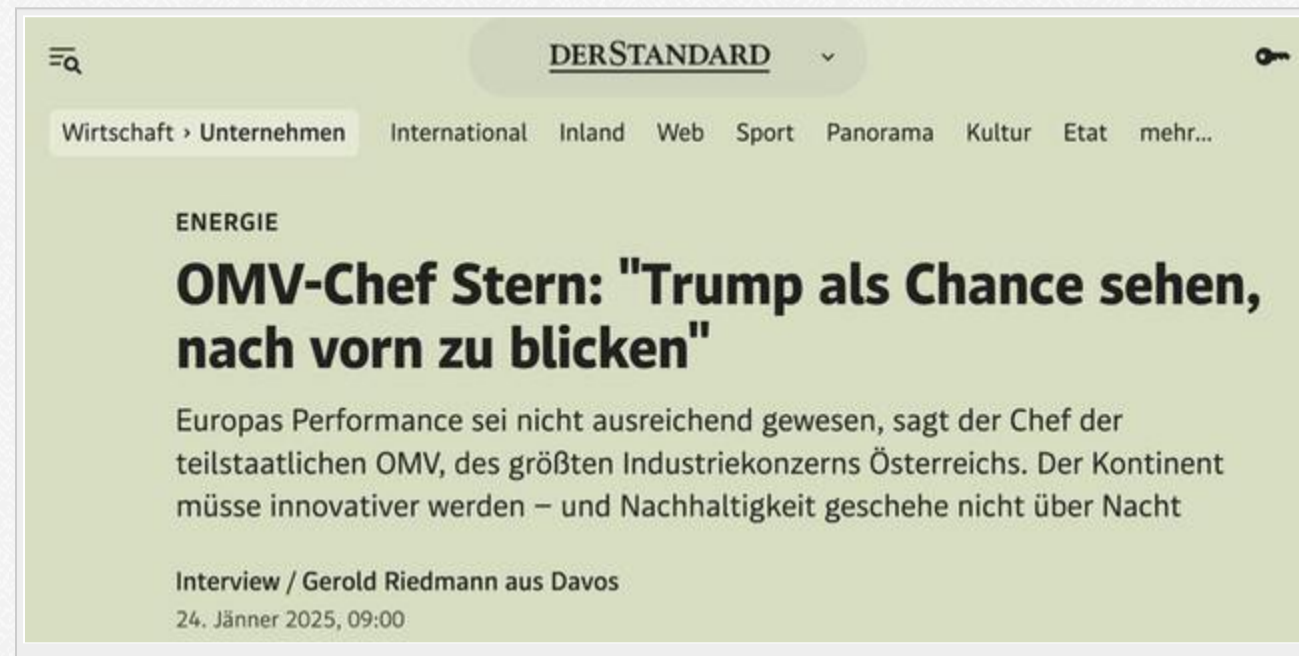 DERSTANDARD
Wirtschaft › Unternehmen International Inland Web Sport Panorama Kultur Etat mehr...
ENERGIE
OMV-Chef Stern: "Trump als Chance sehen,
nach vorn zu blicken"
Europas Performance sei nicht ausreichend gewesen, sagt der Chef der
teilstaatlichen OMV, des größten Industriekonzerns Österreichs. Der Kontinent
müsse innovativer werden – und Nachhaltigkeit geschehe nicht über Nacht
Interview / Gerold Riedmann aus Davos
24. Jänner 2025, 09:00